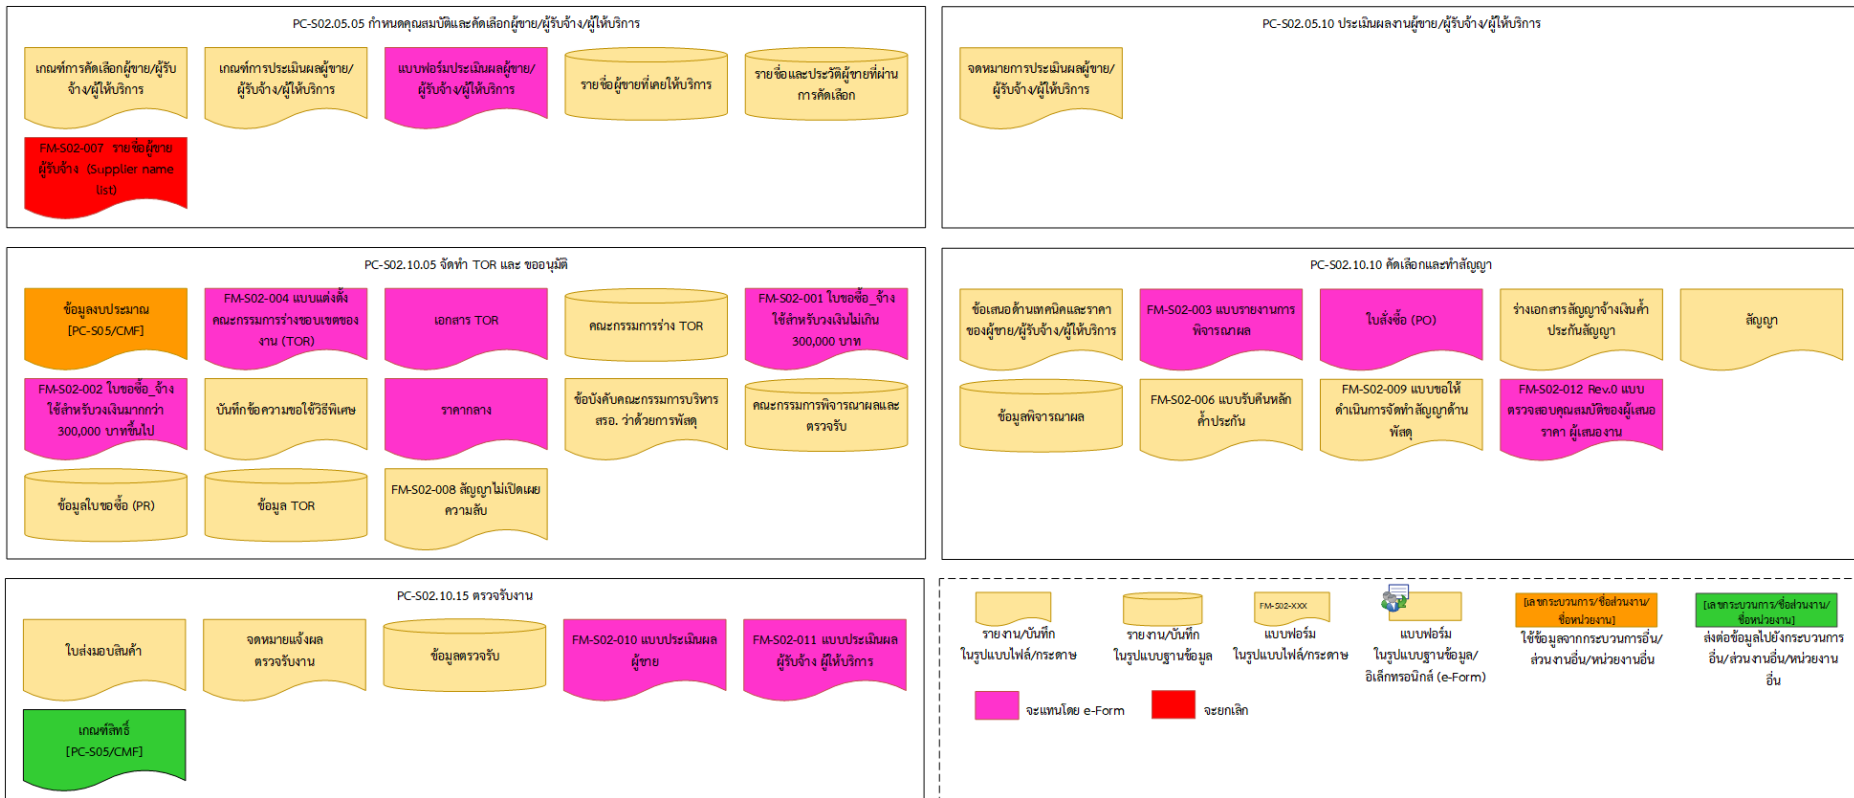 PC-S02.05.05 กำหนดคุณสมบัติและคัดเลือกผู้ขาย/ผู้รับจ้าง/ผู้ให้บริการ
เกณฑ์การคัดเลือกผู้ขาย/ผู้รับ
จ้าง/ผู้ให้บริการ
เกณฑ์การประเมินผลผู้ขาย/
ผู้รับจ้าง/ผู้ให้บริการ
แบบฟอร์มประเมินผลผู้ขาย/
ผู้รับจ้าง/ผู้ให้บริการ
รายชื่อผู้ขายที่เคยให้บริการ
รายชื่อและประวัติผู้ขายที่ผ่าน
การคัดเลือก
FM-S02-007 รายชื่อผู้ขาย
ผู้รับจ้าง (Supplier name
list)
PC-S02.05.10 ประเมินผลงานผู้ขาย/ผู้รับจ้าง/ผู้ให้บริการ
จดหมายการประเมินผลผู้ขาย/
ผู้รับจ้าง/ผู้ให้บริการ
PC-S02.10.05 จัดทำ TOR และ ขออนุมัติ
ข้อมูลงบประมาณ
[PC-S05/CMF]
FM-S02-004 แบบแต่งตั้ง
คณะกรรมการร่างขอบเขตของ
งาน (TOR)
เอกสาร TOR
คณะกรรมการร่าง TOR
FM-S02-001 ใบขอซื้อ_จ้าง
ใช้สำหรับวงเงินไม่เกิน
300,000 บาท
FM-S02-002 ใบขอซื้อ_จ้าง
ใช้สำหรับวงเงินมากกว่า
300,000 บาทขึ้นไป
บันทึกข้อความขอใช้วิธีพิเศษ
ราคากลาง
ข้อบังคับคณะกรรมการบริหาร
สรอ. ว่าด้วยการพัสดุ
คณะกรรมการพิจารณาผลและ
ตรวจรับ
ข้อมูลใบขอซื้อ (PR)
ข้อมูล TOR
FM-S02-008 สัญญาไม่เปิดเผย
ความลับ
PC-S02.10.10 คัดเลือกและทำสัญญา
ข้อเสนอด้านเทคนิคและราคา
ของผู้ขาย/ผู้รับจ้าง/ผู้ให้บริการ
FM-S02-003 แบบรายงานการ
พิจารณาผล
ใบสั่งซื้อ (PO)
ร่างเอกสารสัญญาจ้างเงินค้ำ
ประกันสัญญา
สัญญา
ข้อมูลพิจารณาผล
FM-S02-006 แบบรับคืนหลัก
ค้ำประกัน
FM-S02-009 แบบขอให้
ดำเนินการจัดทำสัญญาด้าน
พัสดุ
FM-S02-012 Rev.0 แบบ
ตรวจสอบคุณสมบัติของผู้เสนอ
ราคา ผู้เสนองาน
PC-S02.10.15 ตรวจรับงาน
ใบส่งมอบสินค้า
จดหมายแจ้งผล
ตรวจรับงาน
ข้อมูลตรวจรับ
FM-S02-010 แบบประเมินผล
ผู้ขาย
FM-S02-011 แบบประเมินผล
ผู้รับจ้าง ผู้ให้บริการ
เกณฑ์สิทธิ์
[PC-S05/CMF]
รายงาน/บันทึก
ในรูปแบบไฟล์/กระดาษ
รายงาน/บันทึก
ในรูปแบบฐานข้อมูล
FM-S02-XXX
แบบฟอร์ม
ในรูปแบบไฟล์/กระดาษ
แบบฟอร์ม
ในรูปแบบฐานข้อมูล/
อิเล็กทรอนิกส์ (e-Form)
[เลขกระบวนการ/ชื่อส่วนงาน/
ชื่อหน่วยงาน]
ใช้ข้อมูลจากกระบวนการอื่น/
ส่วนงานอื่น/หน่วยงานอื่น
[เลขกระบวนการ/ชื่อส่วนงาน/
ชื่อหน่วยงาน]
ส่งต่อข้อมูลไปยังกระบวนการ
อื่น/ส่วนงานอื่น/หน่วยงาน
อื่น
จะแทนโดย e-Form
จะยกเลิก